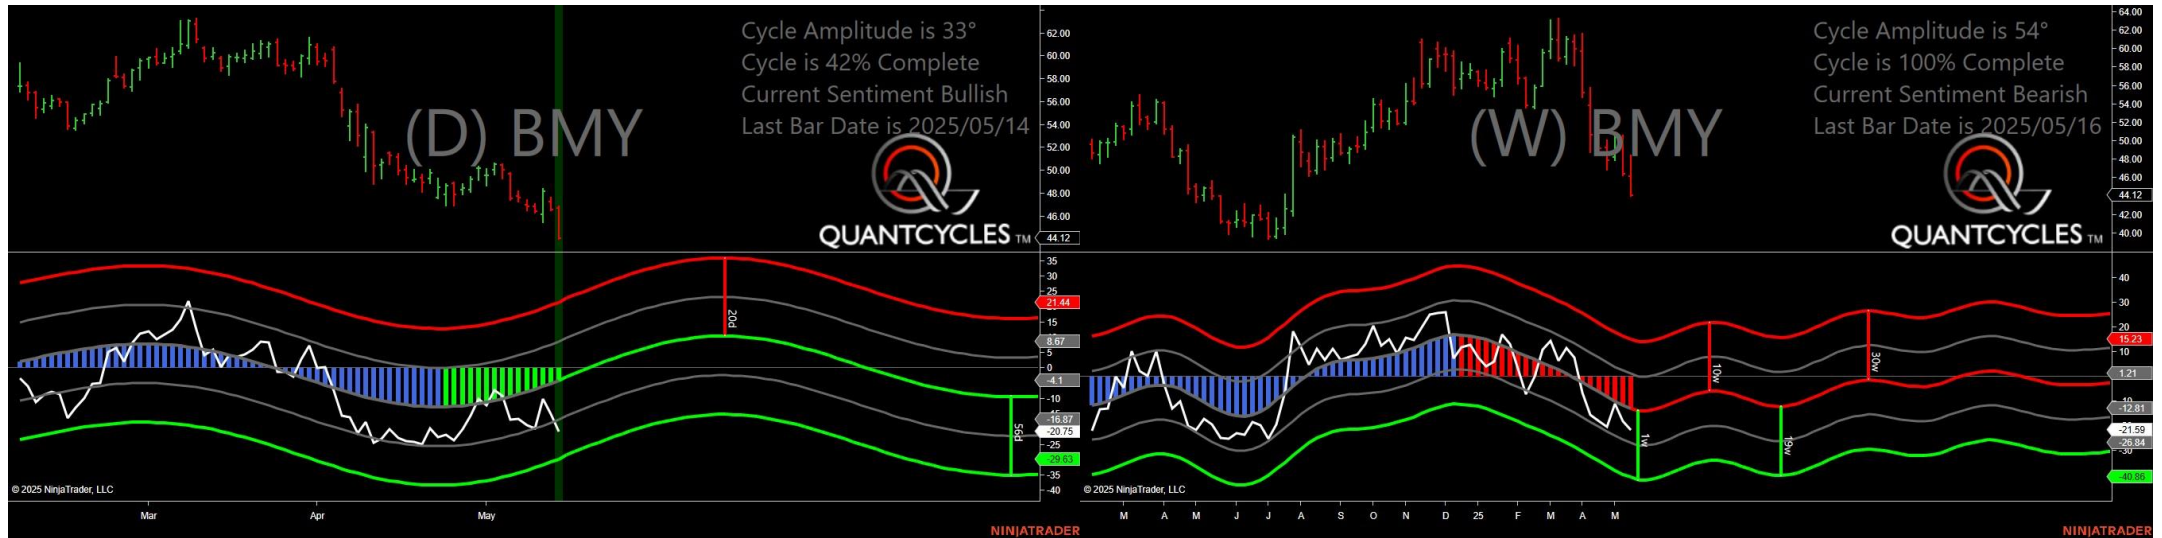 Cycle Amplitude is 33°
Cycle is 42% Complete
Current Sentiment Bullish
Last Bar Date is 2025/05/14
(D) BMY
QUANTCYCLES TM
62.00
60.00
58.00
56.00
54.00
52.00
50.00
48.00
46.00
44.12
35
30
25
21.44
15
8.67
5
0
-4.1
-10
-16.87
-20.75
-25
-29.63
-35
-40
20d
56d
© 2025 NinjaTrader, LLC
Mar
Apr
May
NINJATRADER
Cycle Amplitude is 54°
Cycle is 100% Complete
Current Sentiment Bearish
Last Bar Date is 2025/05/16
(W) BMY
QUANTCYCLES TM
64.00
62.00
60.00
58.00
56.00
54.00
52.00
50.00
48.00
46.00
44.12
42.00
40.00
40
30
20
15.23
10
1.21
-12.81
-21.59
-26.84
-30
-40.86
10w
30w
1w
19w
© 2025 NinjaTrader, LLC
M
A
M
J
J
A
S
O
N
D
25
F
M
A
M
NINJATRADER